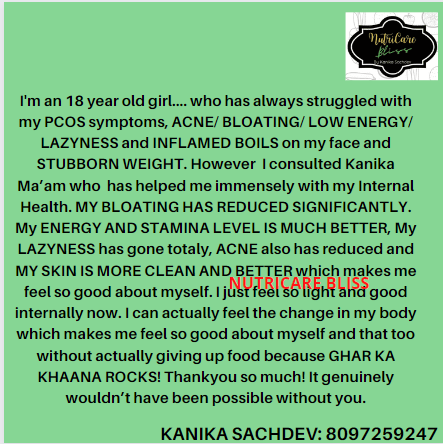 NutriCare
Bliss
By Kanika Sachdev
I'm an 18 year old girl.... who has always struggled with
my PCOS symptoms, ACNE/ BLOATING/ LOW ENERGY/
LAZYNESS and INFLAMED BOILS on my face and
STUBBORN WEIGHT. However I consulted Kanika
Ma'am who has helped me immensely with my Internal
Health. MY BLOATING HAS REDUCED SIGNIFICANTLY.
My ENERGY AND STAMINA LEVEL IS MUCH BETTER, My
LAZYNESS has gone totaly, ACNE also has reduced and
MY SKIN IS MORE CLEAN AND BETTER which makes me
NUTRICARE BLISS
feel so good about myself. I just feel so light and good
internally now. I can actually feel the change in my body
which makes me feel so good about myself and that too
without actually giving up food because GHAR KA
KHAANA ROCKS! Thankyou so much! It genuinely
wouldn't have been possible without you.
KANIKA SACHDEV: 8097259247